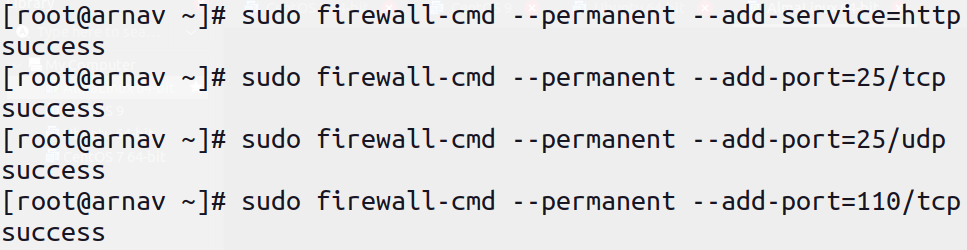 [root@arnav ~]# sudo firewall-cmd --permanent --add-service=http
success
[root@arnav ~]# sudo firewall-cmd --permanent --add-port=25/tcp
success
[root@arnav ~]# sudo firewall-cmd --permanent --add-port=25/udp
success
[root@arnav ~]# sudo firewall-cmd --permanent --add-port=110/tcp
success